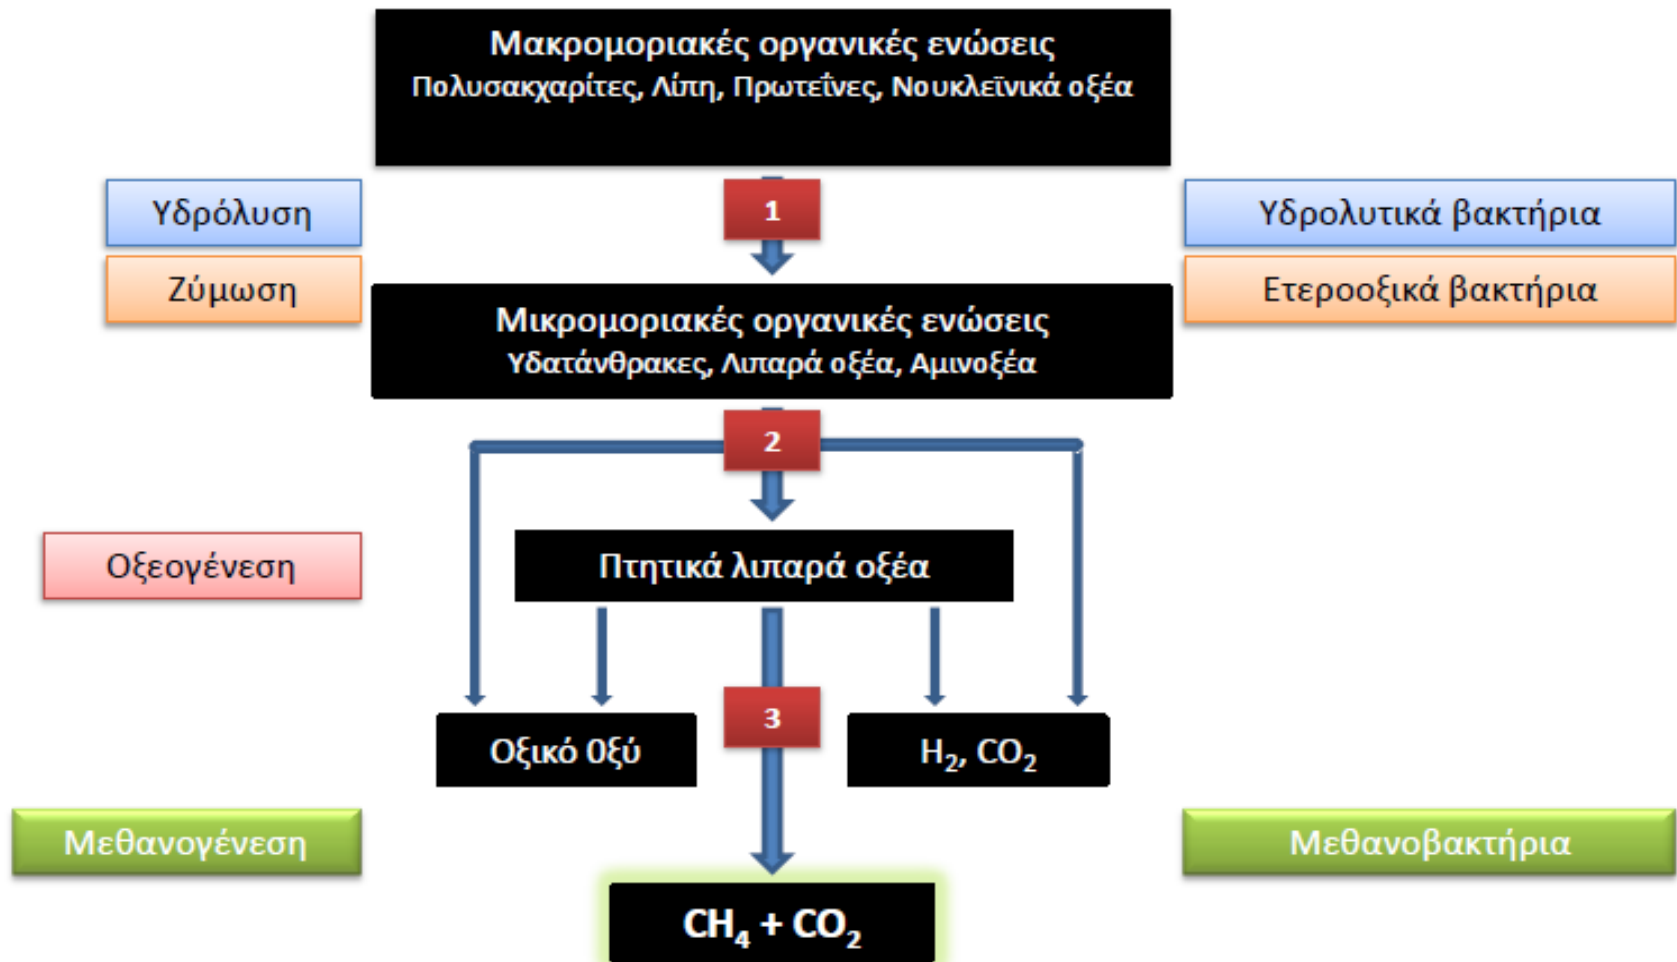 Μακρομοριακές οργανικές ενώσεις
Πολυσακχαρίτες, Λίπη, Πρωτεΐνες, Νουκλεϊνικά οξέα
Υδρόλυση
1
Υδρολυτικά βακτήρια
Ζύμωση
Ετεροοξικά βακτήρια
Μικρομοριακές οργανικές ενώσεις
Υδατάνθρακες, Λιπαρά οξέα, Αμινοξέα
2
Οξεογένεση
Πτητικά λιπαρά οξέα
3
Οξικό 0ξύ
H₂, CO₂
Μεθανογένεση
Μεθανοβακτήρια
CH₄ + CO₂